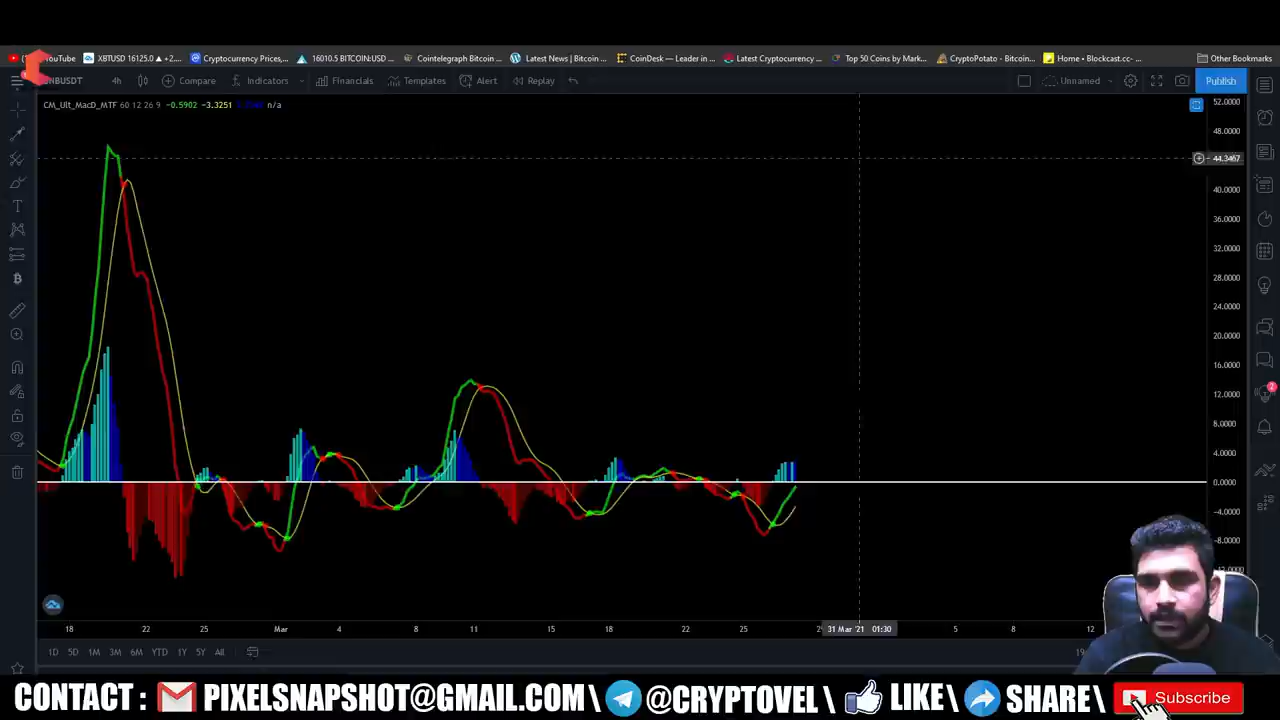 YouTube XBTUSD 16125.0 ▲ +2.... Cryptocurrency Prices,... 16010.5 BITCOIN:USD ... Cointelegraph Bitcoin ... Latest News | Bitcoin ... CoinDesk — Leader in ... Latest Cryptocurrency ... Top 50 Coins by Mark... CryptoPotato - Bitcoin... Home • Blockcast.cc- ... Other Bookmarks
NBUSDT 4h Compare Indicators Financials Templates Alert Replay Unnamed Publish
CM_Ult_MacD_MTF 60 12 26 9 −0.5902 −3.3251 n/a
52.0000
48.0000
44.3467
40.0000
36.0000
32.0000
28.0000
24.0000
20.0000
16.0000
12.0000
8.0000
4.0000
0.0000
−4.0000
−8.0000
18 22 25 Mar 4 8 11 15 18 22 25 31 Mar '21 01:30 5 8 12
1D 5D 1M 3M 6M YTD 1Y 5Y All
CONTACT : PIXELSNAPSHOT@GMAIL.COM \ @CRYPTOVEL \ LIKE\ SHARE\ Subscribe